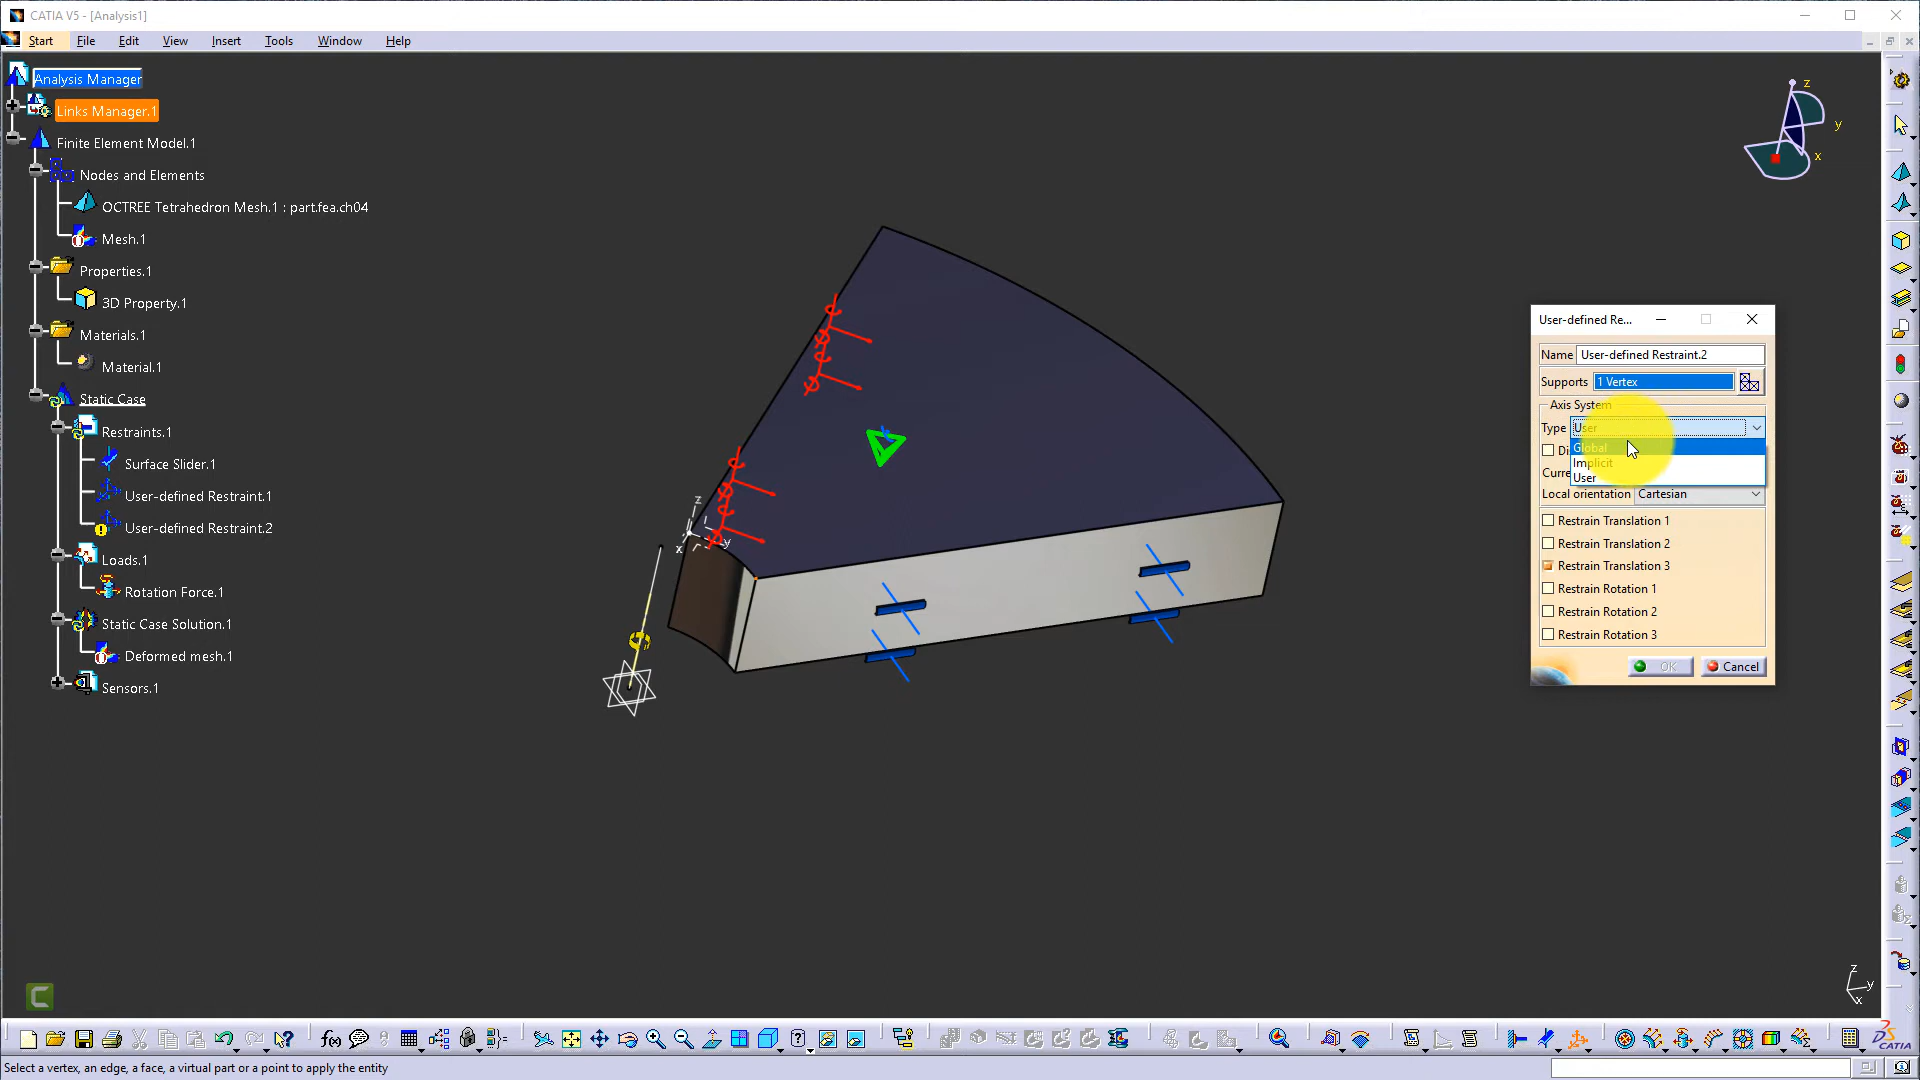 CATIA V5 - [Analysis1]
Start File Edit View Insert Tools Window Help
Analysis Manager
Links Manager.1
Finite Element Model.1
Nodes and Elements
OCTREE Tetrahedron Mesh.1 : part.fea.ch04
Mesh.1
Properties.1
3D Property.1
Materials.1
Material.1
Static Case
Restraints.1
Surface Slider.1
User-defined Restraint.1
User-defined Restraint.2
Loads.1
Rotation Force.1
Static Case Solution.1
Deformed mesh.1
Sensors.1
z
y
x
z
y
x
User-defined Re...
Name User-defined Restraint.2
Supports 1 Vertex
Axis System
Type User
Global
Di
Implicit
Curre
User
Local orientation Cartesian
Restrain Translation 1
Restrain Translation 2
Restrain Translation 3
Restrain Rotation 1
Restrain Rotation 2
Restrain Rotation 3
OK Cancel
z
y
x
C
f(x)
CATIA
Select a vertex, an edge, a face, a virtual part or a point to apply the entity